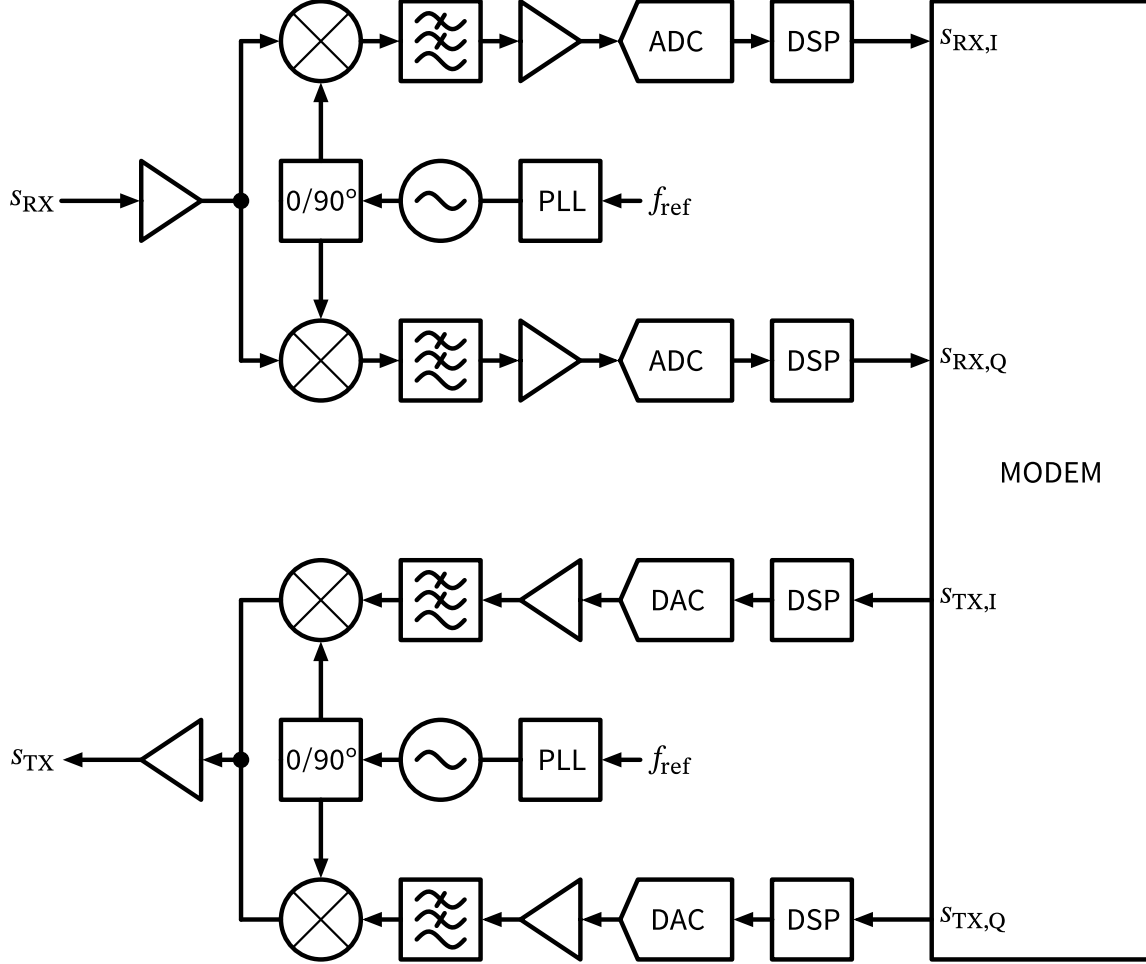 ADC DSP s_RX,I
s_RX 0/90° PLL f_ref
ADC DSP s_RX,Q
MODEM
DAC DSP s_TX,I
s_TX 0/90° PLL f_ref
DAC DSP s_TX,Q